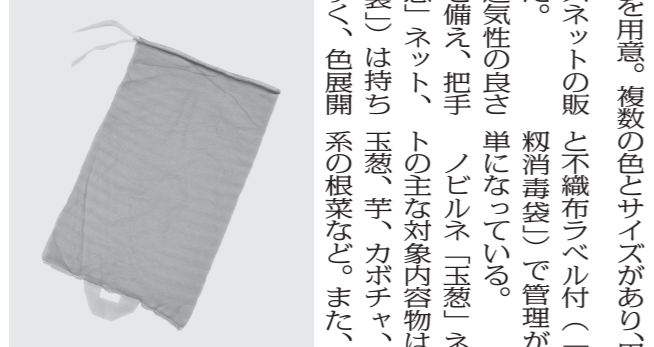 を用意。複数の色とサイズがあり、
ネットの販
た。
気性の良さ
備え、把手
」ネット、
袋」）は持ち
く、色展開
と不織布ラベル付（
籾消毒袋」）で管理が
単になっている。
ノビルネ「玉葱」ネ
トの主な対象内容物は
玉葱、芋、カボチャ、
系の根菜など。また、